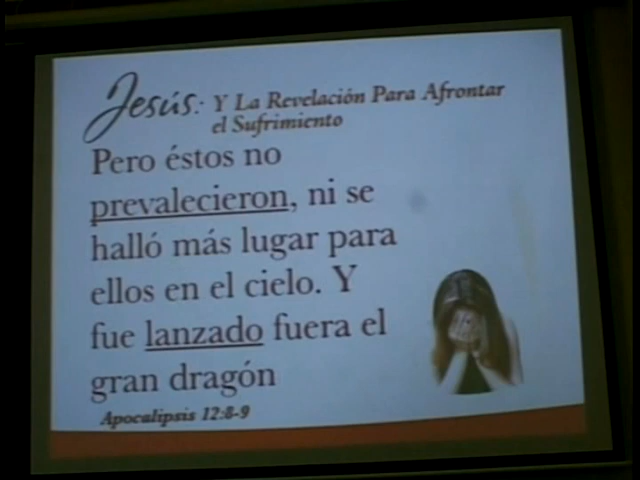 Jesús: Y La Revelación Para Afrontar
el Sufrimiento
Pero éstos no
prevalecieron, ni se
halló más lugar para
ellos en el cielo. Y
fue lanzado fuera el
gran dragón
Apocalipsis 12:8-9